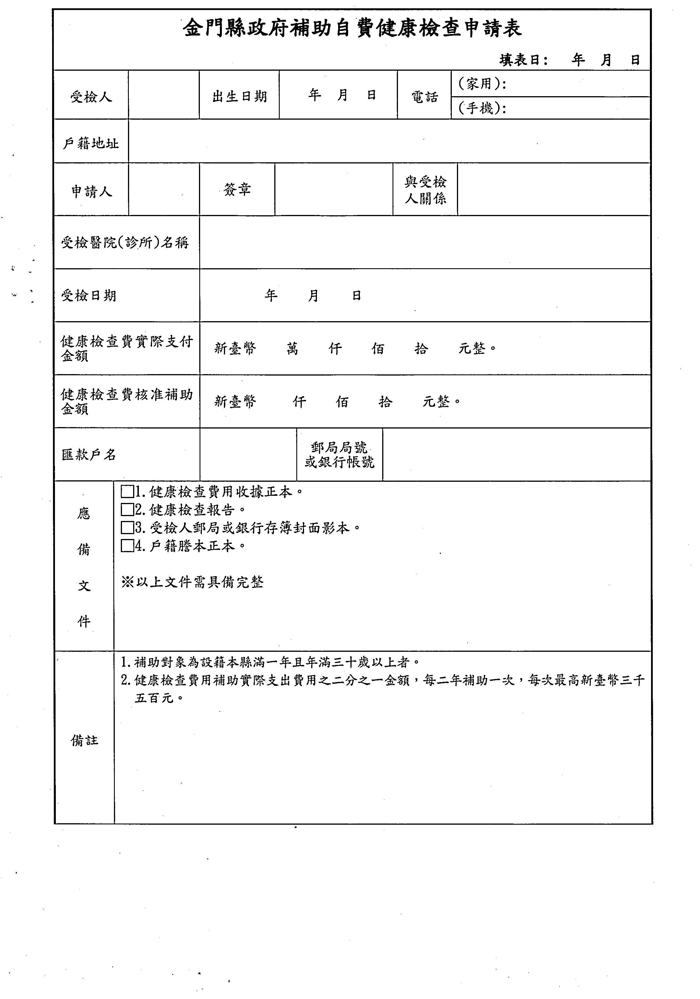 金門縣政府補助自費健康檢查申請表
填表日：　年　月　日
受檢人　出生日期　年　月　日　電話　(家用)：
(手機)：
戶籍地址
申請人　簽章　與受檢
人關係
受檢醫院(診所)名稱
受檢日期　年　月　日
健康檢查費實際支付
金額　新臺幣　萬　仟　佰　拾　元整。
健康檢查費核准補助
金額　新臺幣　仟　佰　拾　元整。
匯款戶名　郵局局號
或銀行帳號
應備文件
□1.健康檢查費用收據正本。
□2.健康檢查報告。
□3.受檢人郵局或銀行存簿封面影本。
□4.戶籍謄本正本。
※以上文件需具備完整
備註
1.補助對象為設籍本縣滿一年且年滿三十歲以上者。
2.健康檢查費用補助實際支出費用之二分之一金額，每二年補助一次，每次最高新臺幣三千
五百元。